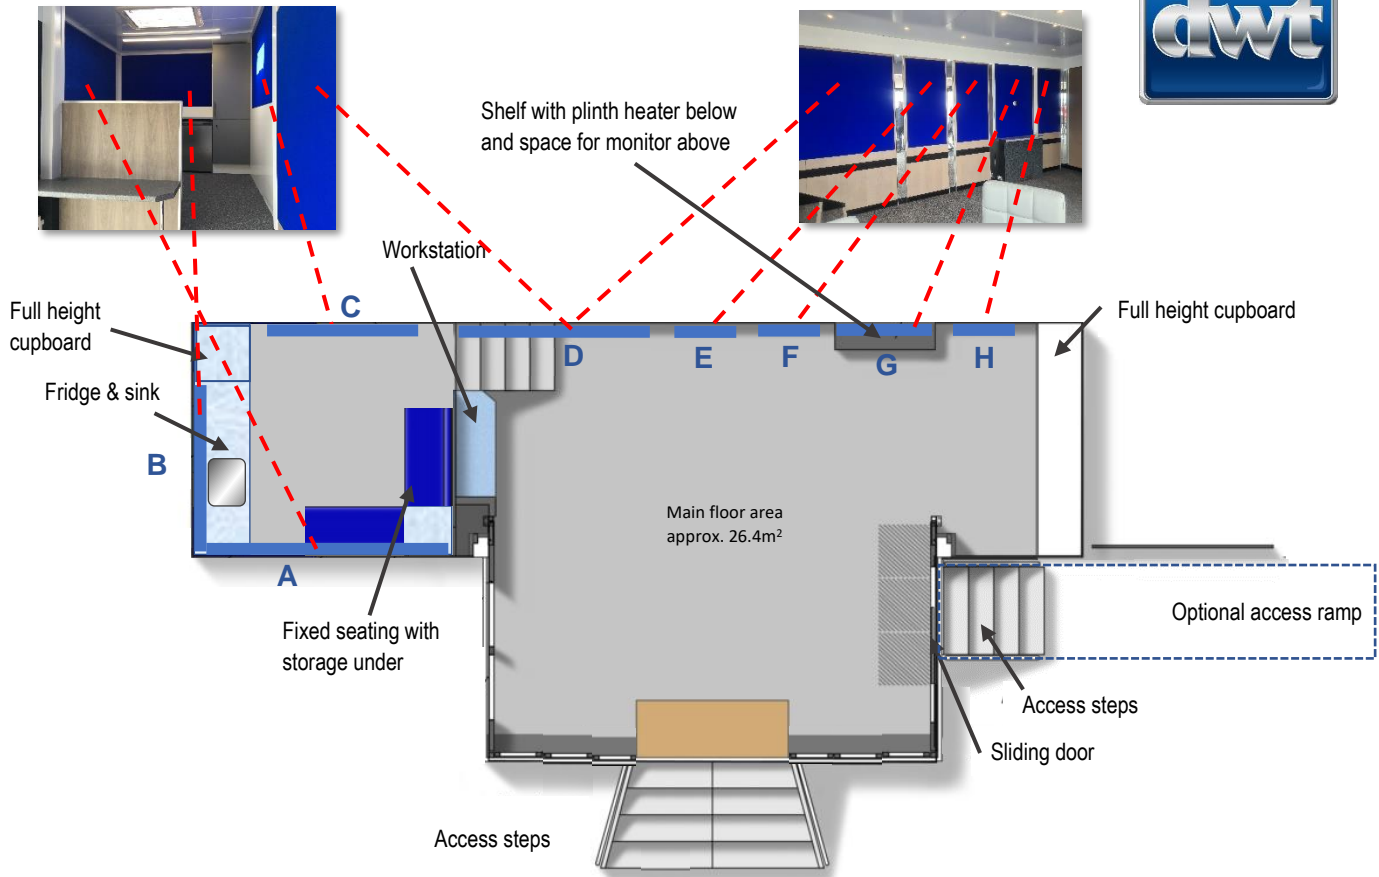 dwt
Shelf with plinth heater below
and space for monitor above
Workstation
Full height
cupboard
Fridge & sink
Full height cupboard
C
D
E
F
G
H
B
A
Main floor area
approx. 26.4m²
Fixed seating with
storage under
Optional access ramp
Access steps
Sliding door
Access steps